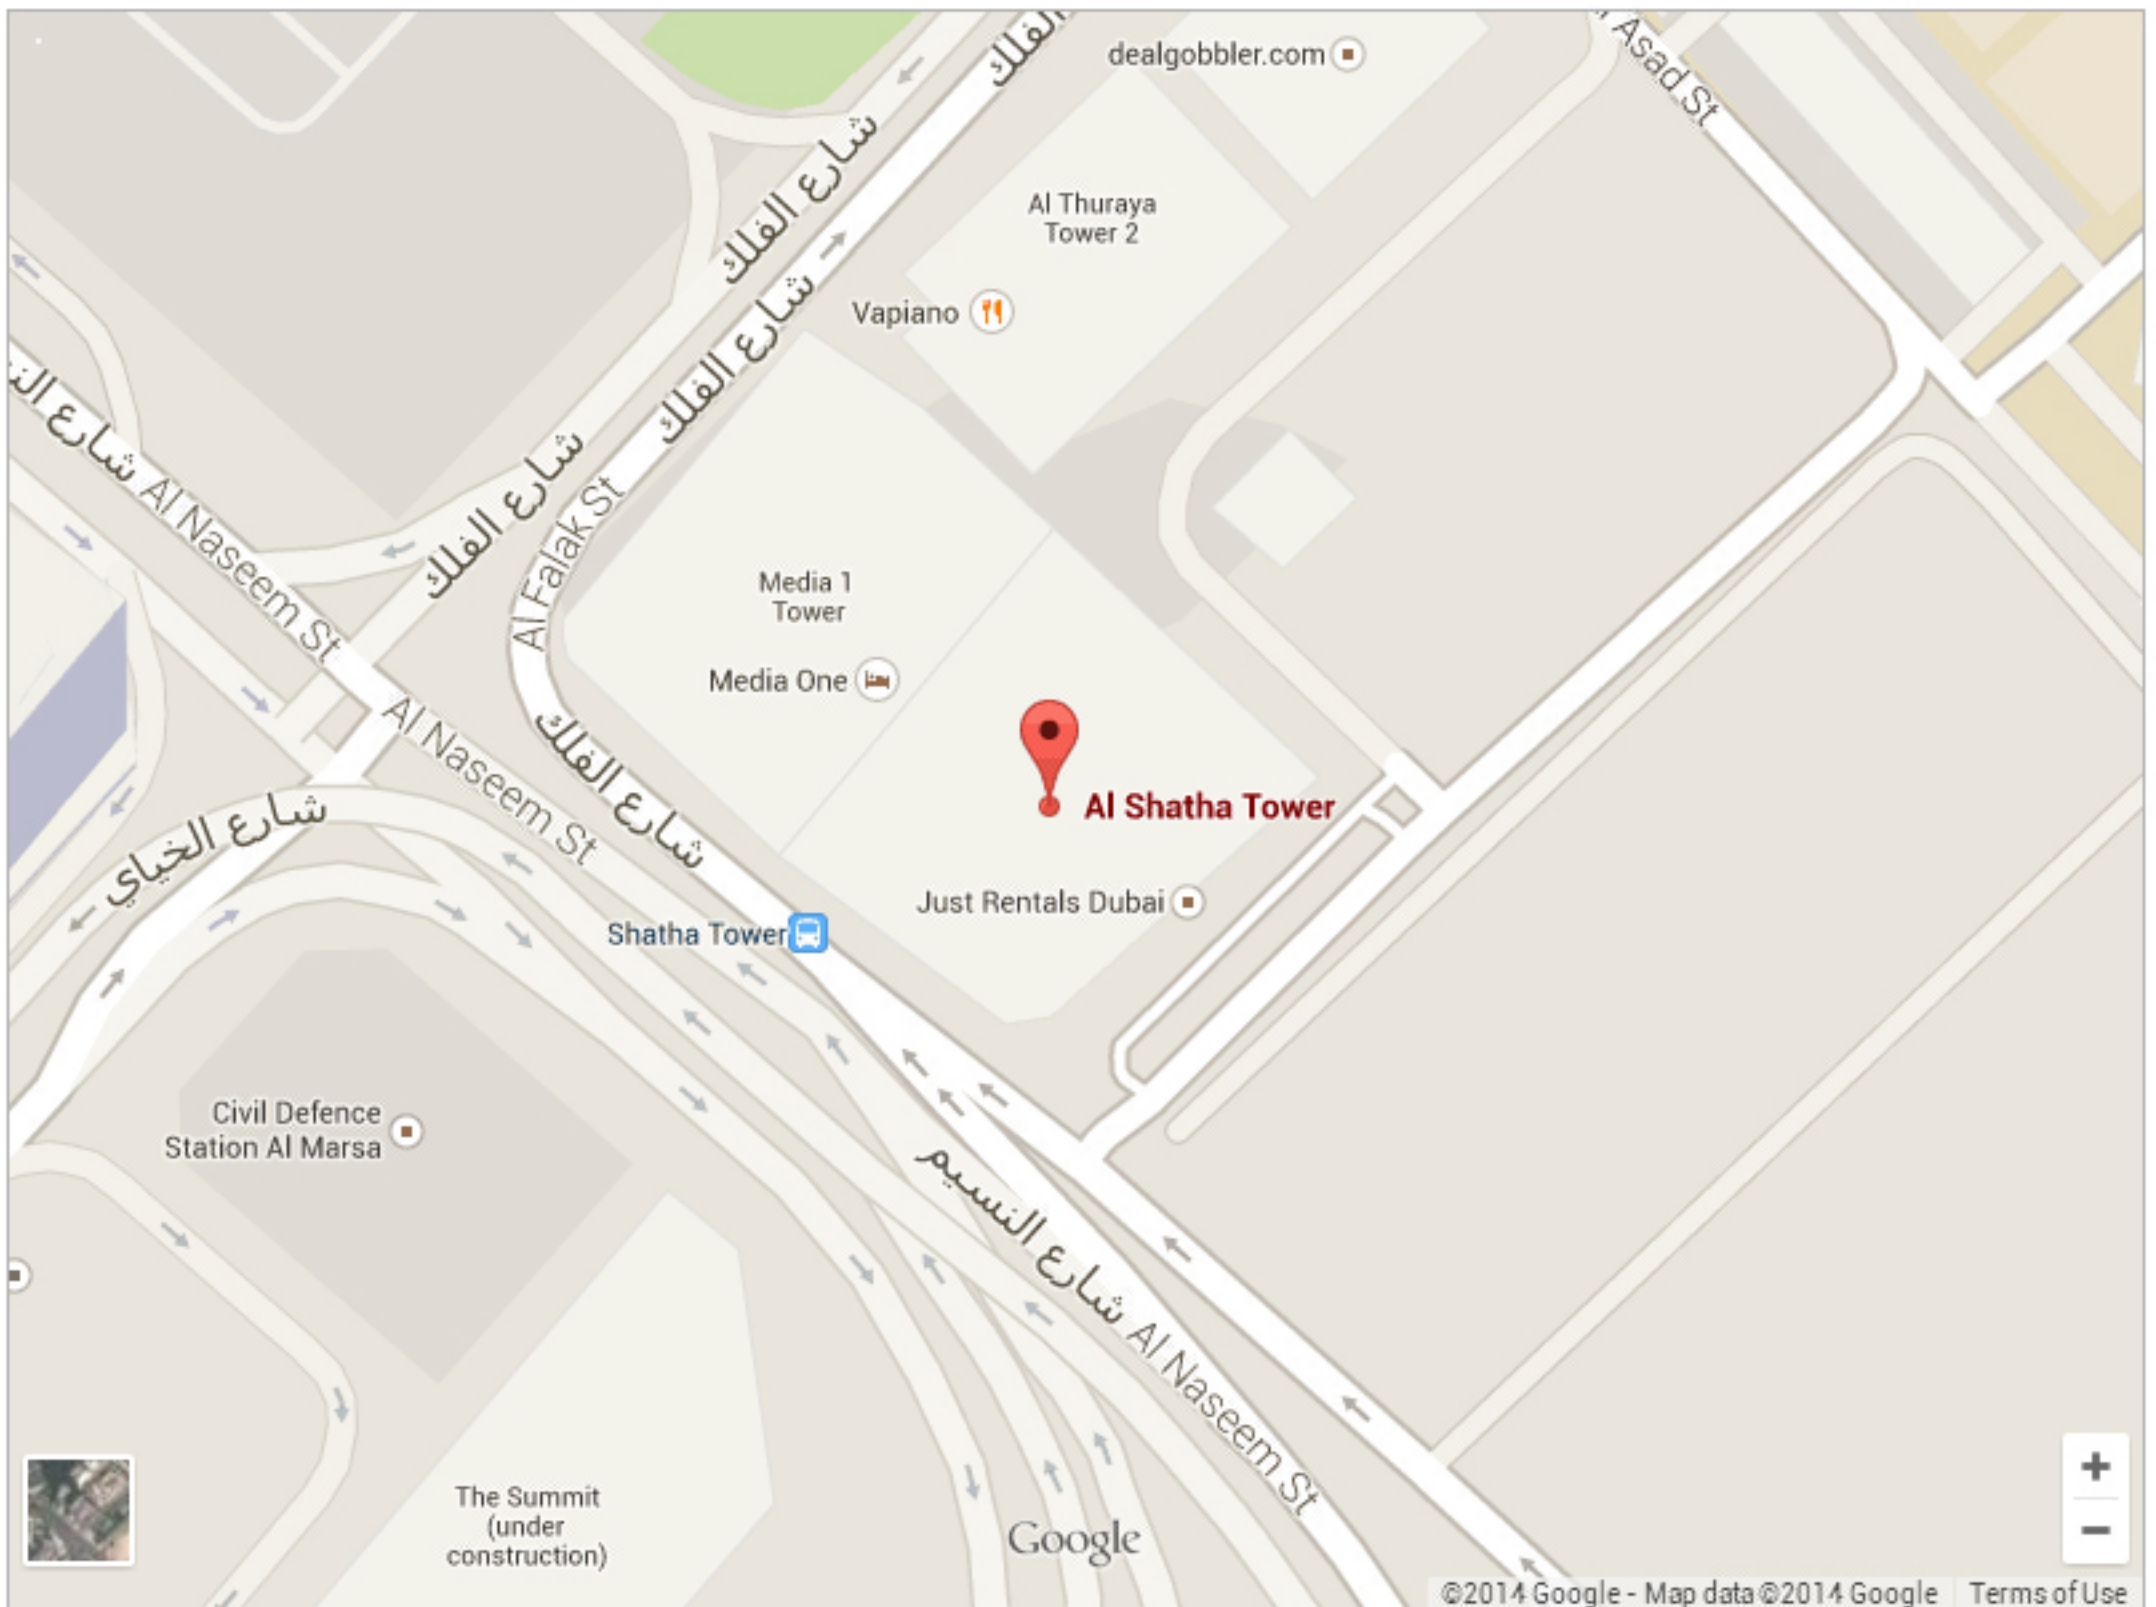 الفلك
dealgobbler.com
Asad St
شارع الفلك
Al Thuraya
Tower 2
Vapiano
شارع الفلك
شارع
Al Naseem St
شارع الفلك
Al Falak St
Media 1
Tower
Media One
Al Naseem St
شارع الفلك
Al Shatha Tower
شارع الخياي
Just Rentals Dubai
Shatha Tower
Civil Defence
Station Al Marsa
شارع النسيم
Al Naseem St
The Summit
(under
construction)
Google
+
−
©2014 Google - Map data ©2014 Google
Terms of Use